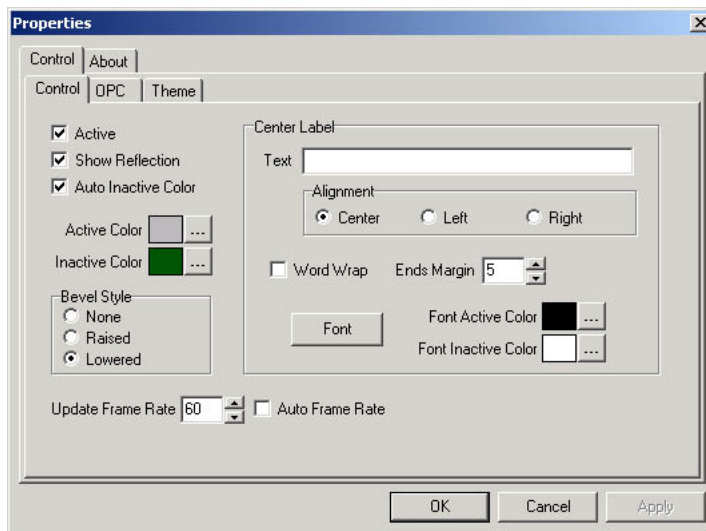 Properties
Control About
Control OPC Theme
Active
Show Reflection
Auto Inactive Color
Active Color ...
Inactive Color ...
Bevel Style
None
Raised
Lowered
Center Label
Text
Alignment
Center Left Right
Word Wrap Ends Margin 5
Font
Font Active Color ...
Font Inactive Color ...
Update Frame Rate 60 Auto Frame Rate
OK Cancel Apply